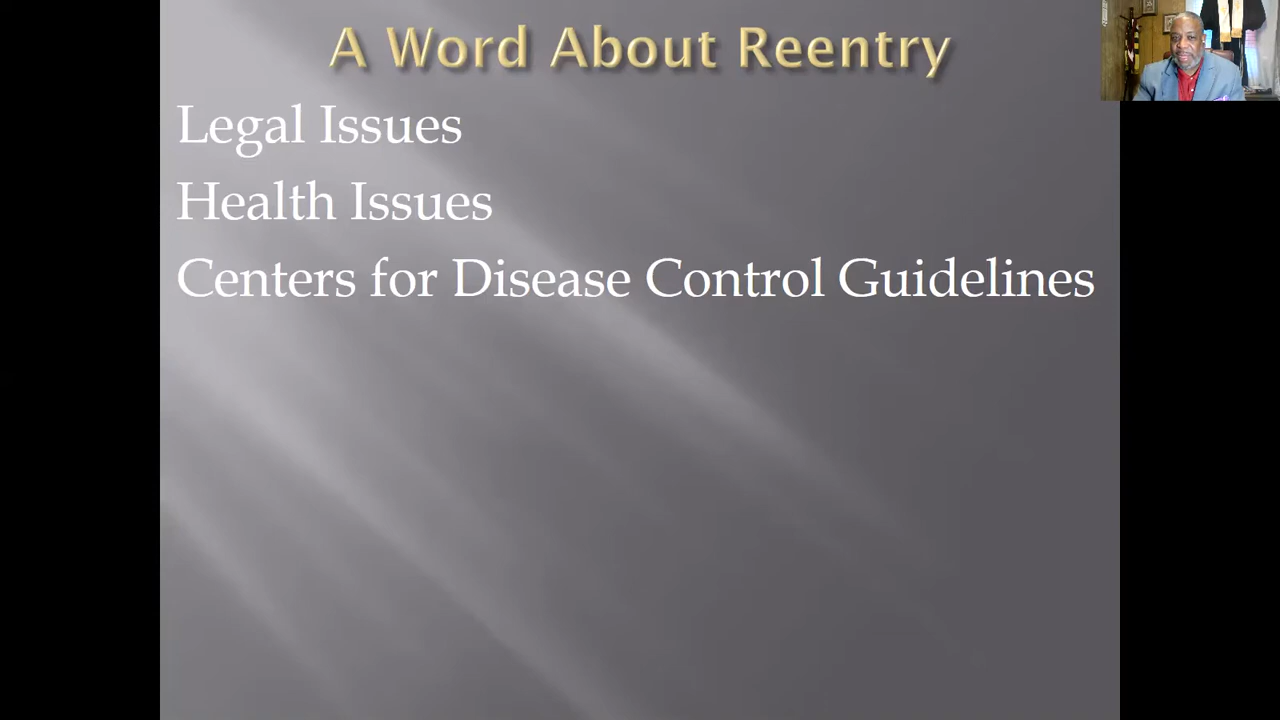 A Word About Reentry
Legal Issues
Health Issues
Centers for Disease Control Guidelines